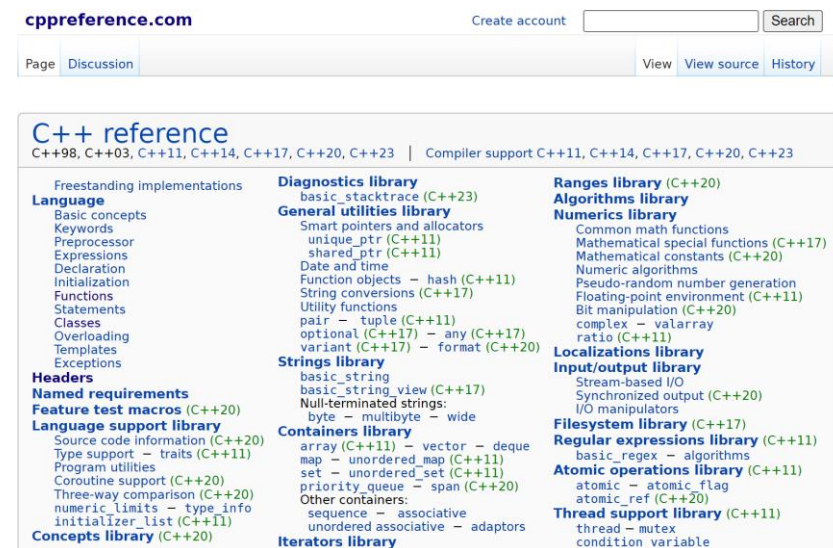 cppreference.com
Create account
Search
Page Discussion
View View source History
C++ reference
C++98, C++03, C++11, C++14, C++17, C++20, C++23 | Compiler support C++11, C++14, C++17, C++20, C++23
Freestanding implementations
Language
Basic concepts
Keywords
Preprocessor
Expressions
Declaration
Initialization
Functions
Statements
Classes
Overloading
Templates
Exceptions
Headers
Named requirements
Feature test macros (C++20)
Language support library
Source code information (C++20)
Type support − traits (C++11)
Program utilities
Coroutine support (C++20)
Three-way comparison (C++20)
numeric_limits − type_info
initializer_list (C++11)
Concepts library (C++20)
Diagnostics library
basic_stacktrace (C++23)
General utilities library
Smart pointers and allocators
unique_ptr (C++11)
shared_ptr (C++11)
Date and time
Function objects − hash (C++11)
String conversions (C++17)
Utility functions
pair − tuple (C++11)
optional (C++17) − any (C++17)
variant (C++17) − format (C++20)
Strings library
basic_string
basic_string_view (C++17)
Null-terminated strings:
byte − multibyte − wide
Containers library
array (C++11) − vector − deque
map − unordered_map (C++11)
set − unordered_set (C++11)
priority_queue − span (C++20)
Other containers:
sequence − associative
unordered associative − adaptors
Iterators library
Ranges library (C++20)
Algorithms library
Numerics library
Common math functions
Mathematical special functions (C++17)
Mathematical constants (C++20)
Numeric algorithms
Pseudo-random number generation
Floating-point environment (C++11)
Bit manipulation (C++20)
complex − valarray
ratio (C++11)
Localizations library
Input/output library
Stream-based I/O
Synchronized output (C++20)
I/O manipulators
Filesystem library (C++17)
Regular expressions library (C++11)
basic_regex − algorithms
Atomic operations library (C++11)
atomic − atomic_flag
atomic_ref (C++20)
Thread support library (C++11)
thread − mutex
condition_variable